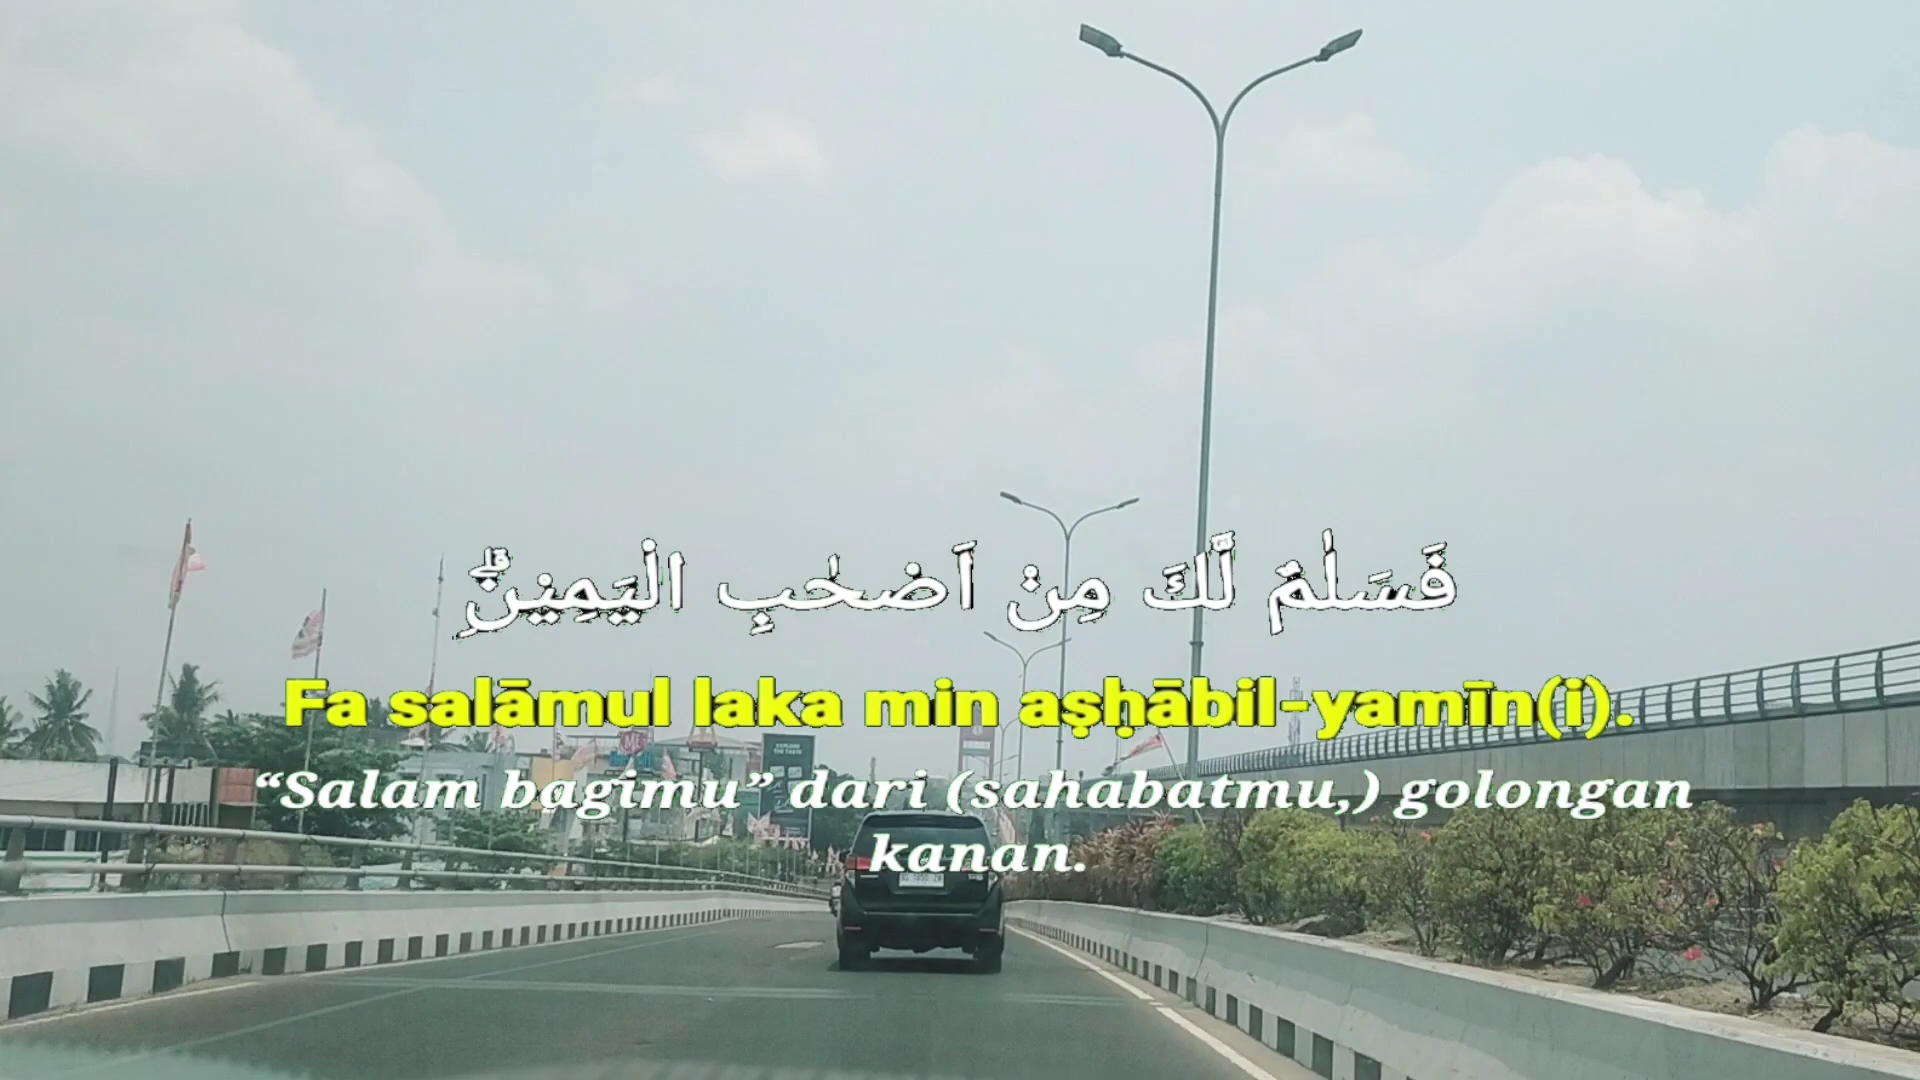 فَسَلٰمٌ لَّكَ مِنْ اَصْحٰبِ الْيَمِيْنِۗ
Fa salāmul laka min aṣḥābil-yamīn(i).
“Salam bagimu” dari (sahabatmu,) golongan
kanan.